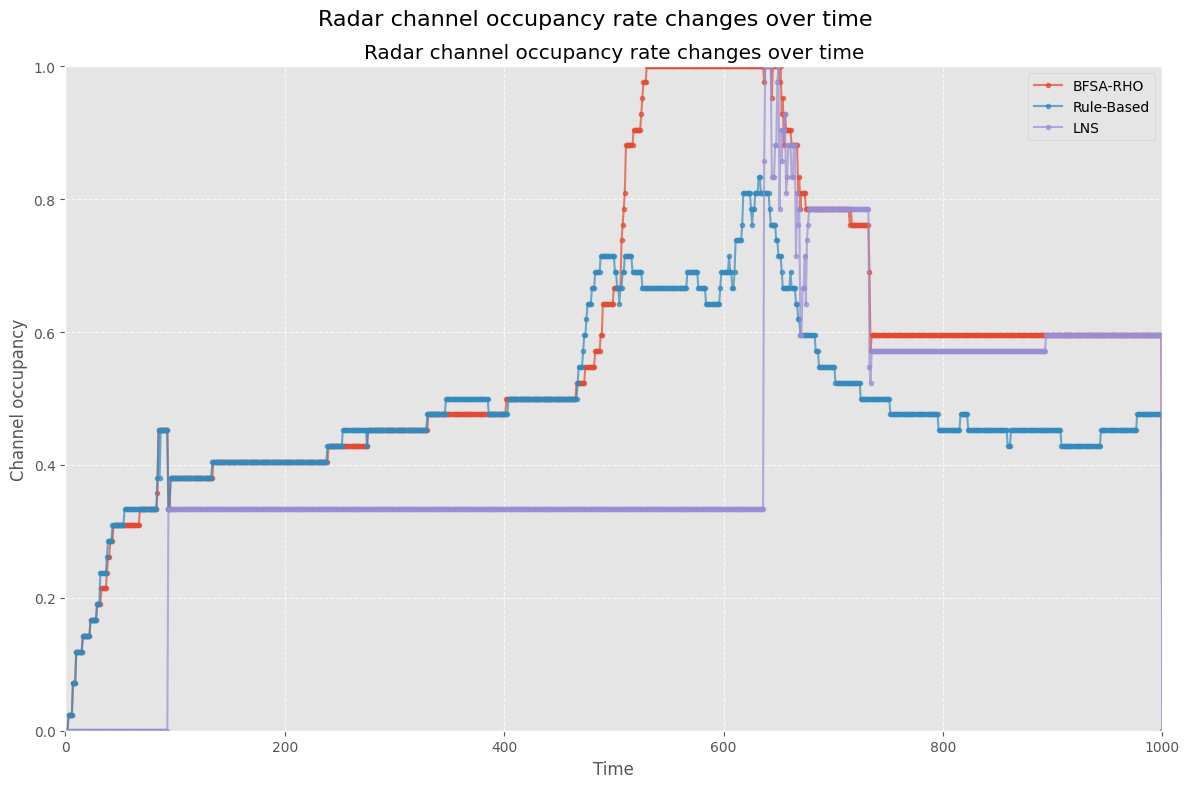 Radar channel occupancy rate changes over time
Radar channel occupancy rate changes over time
1.0
0.8
0.6
0.4
0.2
0.0
Channel occupancy
BFSA-RHO
Rule-Based
LNS
0 200 400 600 800 1000
Time